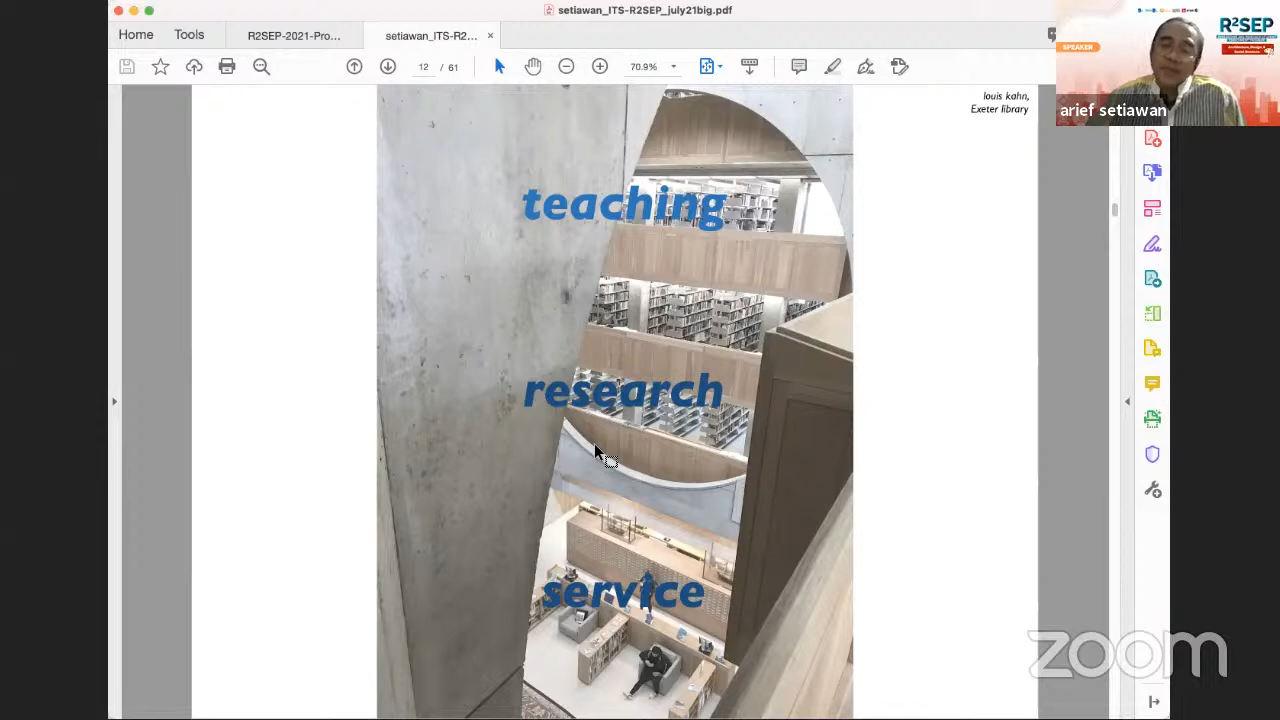 setiawan_ITS-R2SEP_july21big.pdf
Home
Tools
R2SEP-2021-Pro...
setiawan_ITS-R2...
12 / 61
70.9%
louis kahn,
Exeter library
teaching
research
service
R²SEP
SPEAKER
arief setiawan
zoom